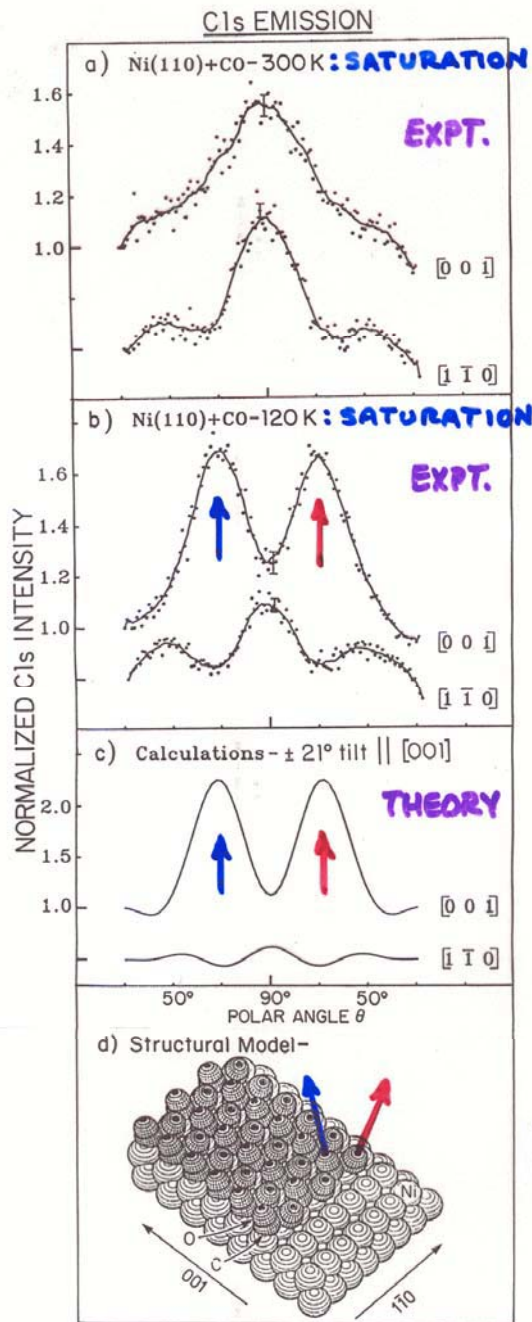 C1s EMISSION
a) Ni(110)+CO-300K: SATURATION
EXPT.
1.6
1.4
1.2
1.0
[0 0 1̄]
[1 1̄ 0]
b) Ni(110)+CO-120K: SATURATION
EXPT.
1.6
1.4
1.2
1.0
[0 0 1̄]
[1 1̄ 0]
NORMALIZED C1s INTENSITY
c) Calculations-± 21° tilt || [001]
THEORY
2.0
1.5
1.0
[0 0 1̄]
[1 1̄ 0]
50° 90° 50°
POLAR ANGLE θ
d) Structural Model-
Ni
O
C
001
11̄0